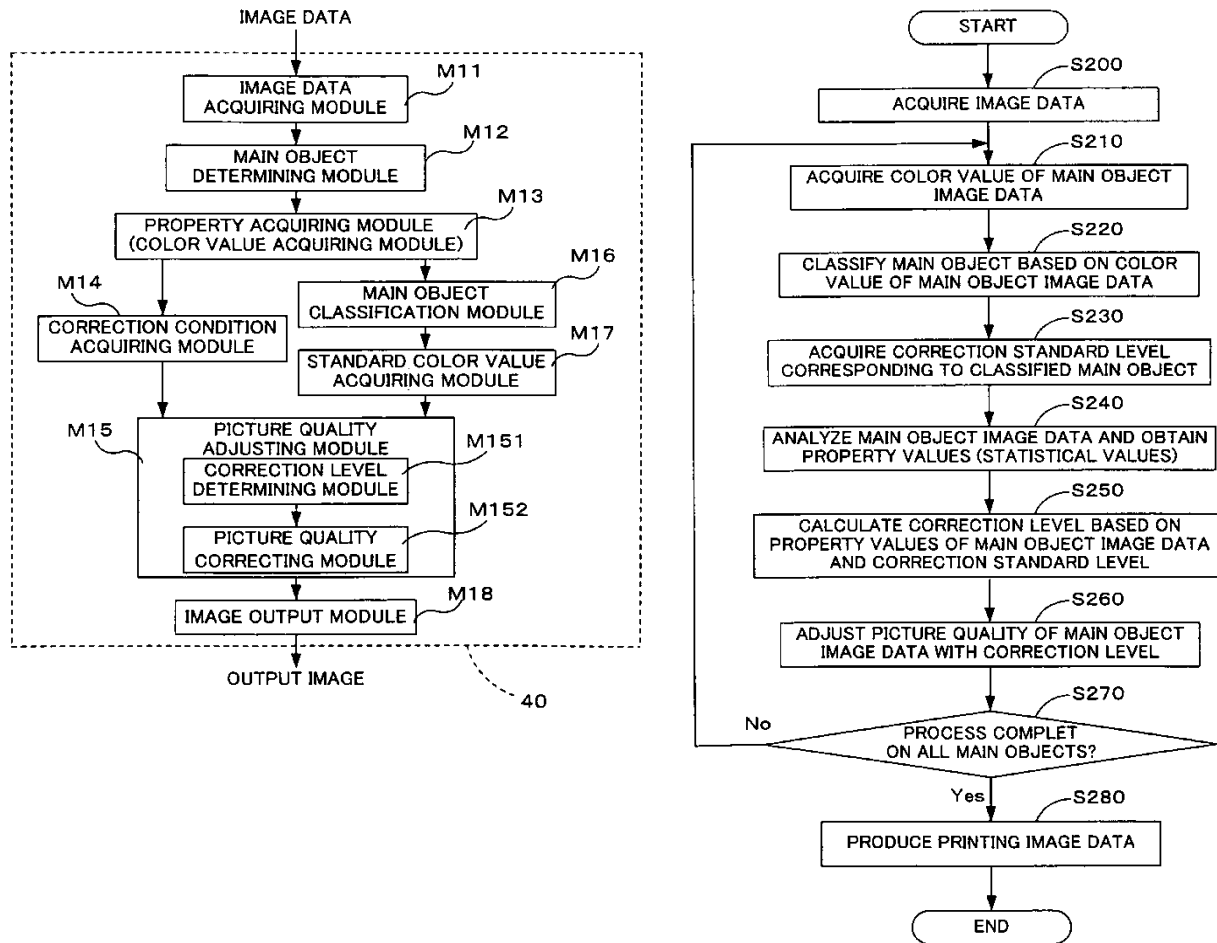 IMAGE DATA
M11
IMAGE DATA
ACQUIRING MODULE
M12
MAIN OBJECT
DETERMINING MODULE
M13
PROPERTY ACQUIRING MODULE
(COLOR VALUE ACQUIRING MODULE)
M14
CORRECTION CONDITION
ACQUIRING MODULE
M16
MAIN OBJECT
CLASSIFICATION MODULE
M17
STANDARD COLOR VALUE
ACQUIRING MODULE
M15
PICTURE QUALITY
ADJUSTING MODULE
M151
CORRECTION LEVEL
DETERMINING MODULE
M152
PICTURE QUALITY
CORRECTING MODULE
M18
IMAGE OUTPUT MODULE
OUTPUT IMAGE
40
START
S200
ACQUIRE IMAGE DATA
S210
ACQUIRE COLOR VALUE OF MAIN OBJECT
IMAGE DATA
S220
CLASSIFY MAIN OBJECT BASED ON COLOR
VALUE OF MAIN OBJECT IMAGE DATA
S230
ACQUIRE CORRECTION STANDARD LEVEL
CORRESPONDING TO CLASSIFIED MAIN OBJECT
S240
ANALYZE MAIN OBJECT IMAGE DATA AND OBTAIN
PROPERTY VALUES (STATISTICAL VALUES)
S250
CALCULATE CORRECTION LEVEL BASED ON
PROPERTY VALUES OF MAIN OBJECT IMAGE DATA
AND CORRECTION STANDARD LEVEL
S260
ADJUST PICTURE QUALITY OF MAIN OBJECT
IMAGE DATA WITH CORRECTION LEVEL
S270
No
PROCESS COMPLET
ON ALL MAIN OBJECTS?
Yes
S280
PRODUCE PRINTING IMAGE DATA
END